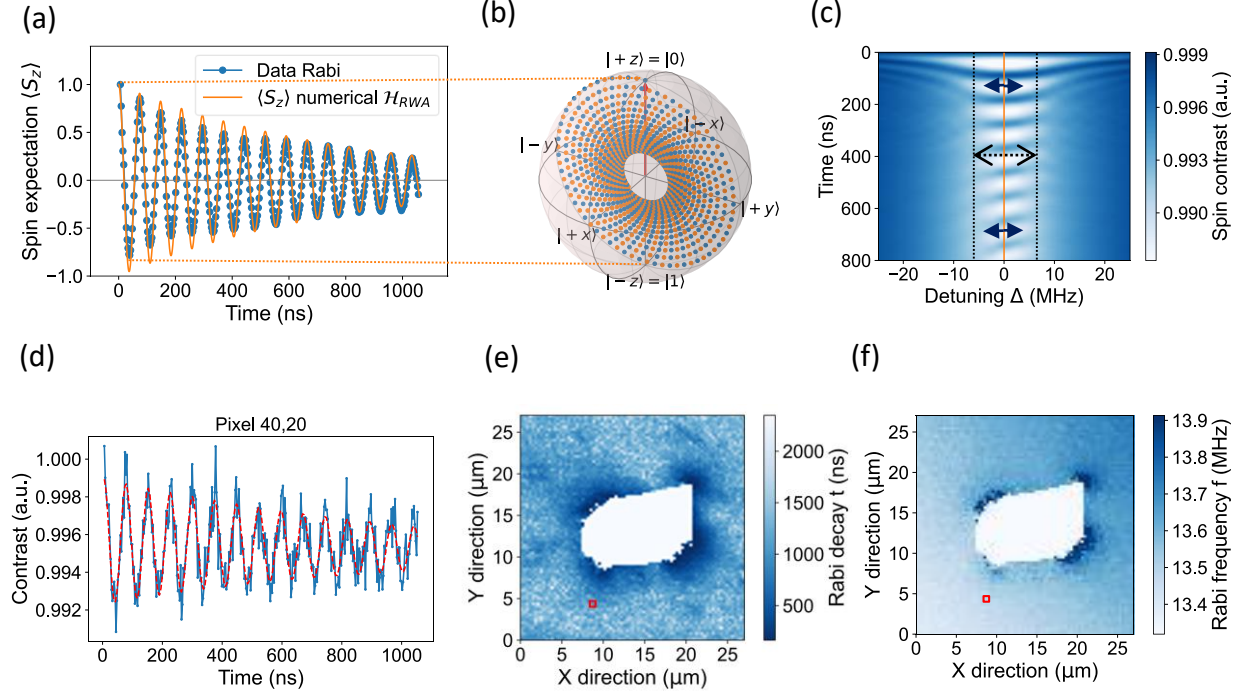 (a)
Spin expectation ⟨S_z⟩
1.0
0.5
0.0
−0.5
−1.0
Data Rabi
⟨S_z⟩ numerical ℋ_RWA
0 200 400 600 800 1000
Time (ns)
(b)
|+z⟩ = |0⟩
|−x⟩
|−y⟩
|+y⟩
|+x⟩
|−z⟩ = |1⟩
(c)
Time (ns)
0
200
400
600
800
−20 −10 0 10 20
Detuning Δ (MHz)
0.999
0.996
0.993
0.990
Spin contrast (a.u.)
(d)
Pixel 40,20
Contrast (a.u.)
1.000
0.998
0.996
0.994
0.992
0 200 400 600 800 1000
Time (ns)
(e)
Y direction (μm)
25
20
15
10
5
0
0 5 10 15 20 25
X direction (μm)
2000
1500
1000
500
Rabi decay t (ns)
(f)
Y direction (μm)
25
20
15
10
5
0
0 5 10 15 20 25
X direction (μm)
13.9
13.8
13.7
13.6
13.5
13.4
Rabi frequency f (MHz)